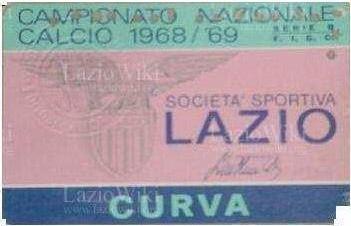 CAMPIONATO NAZIONALE
CALCIO 1968/'69
SERIE B
F.I.G.C.
LazioWiki
SOCIETA' SPORTIVA
LAZIO
LazioWiki
CURVA